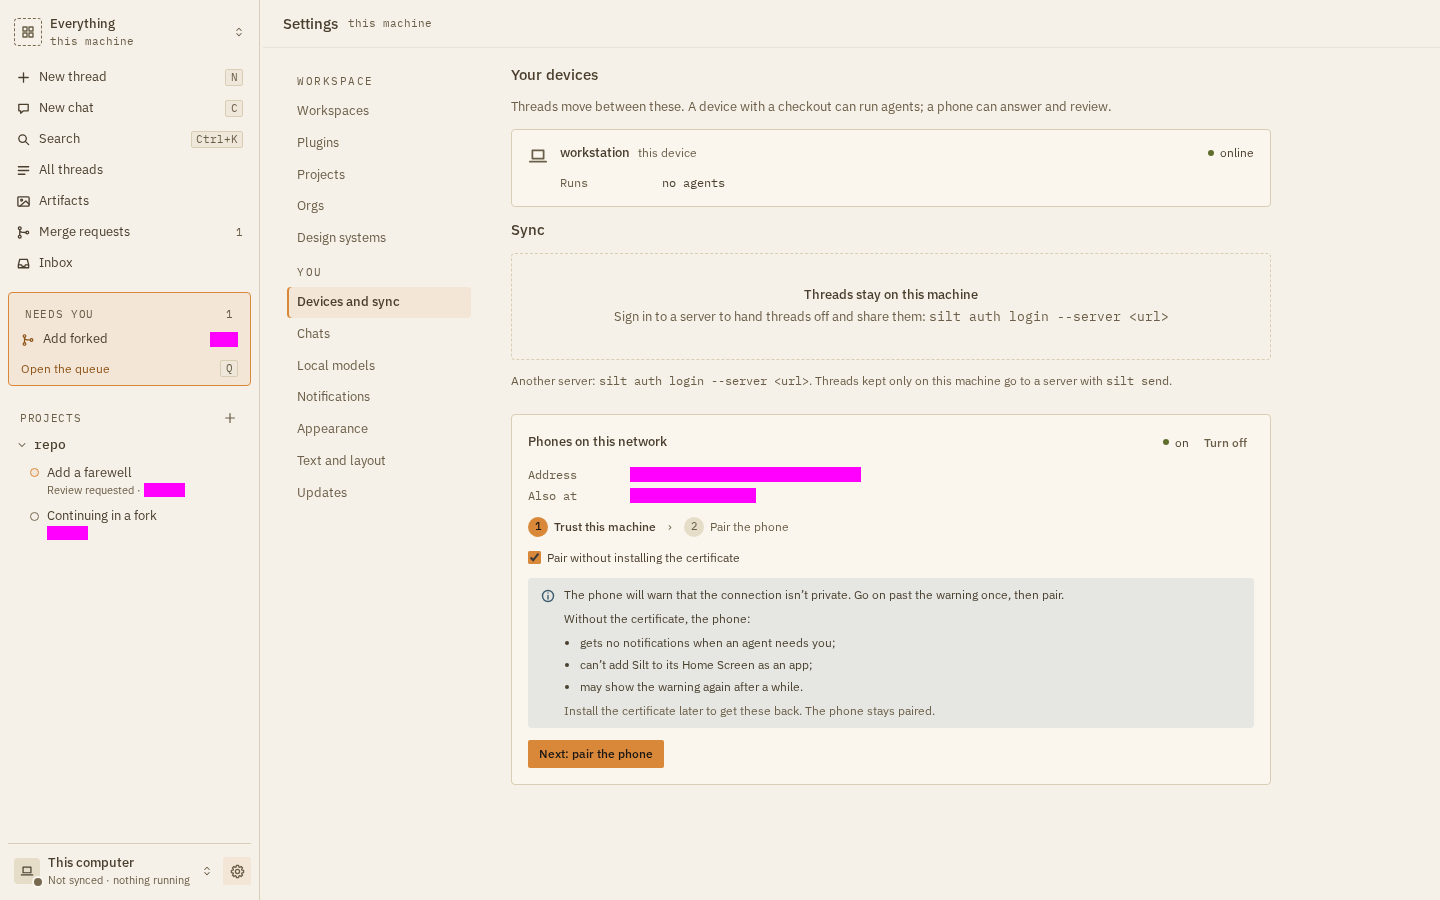 Everything
this machine
New thread N
New chat C
Search Ctrl+K
All threads
Artifacts
Merge requests 1
Inbox
NEEDS YOU 1
Add forked
Open the queue Q
PROJECTS
repo
Add a farewell
Review requested ·
Continuing in a fork
This computer
Not synced · nothing running
Settings this machine
WORKSPACE
Workspaces
Plugins
Projects
Orgs
Design systems
YOU
Devices and sync
Chats
Local models
Notifications
Appearance
Text and layout
Updates
Your devices
Threads move between these. A device with a checkout can run agents; a phone can answer and review.
workstation this device online
Runs no agents
Sync
Threads stay on this machine
Sign in to a server to hand threads off and share them: silt auth login --server <url>
Another server: silt auth login --server <url>. Threads kept only on this machine go to a server with silt send.
Phones on this network on Turn off
Address
Also at
1 Trust this machine › 2 Pair the phone
Pair without installing the certificate
The phone will warn that the connection isn’t private. Go on past the warning once, then pair.
Without the certificate, the phone:
• gets no notifications when an agent needs you;
• can’t add Silt to its Home Screen as an app;
• may show the warning again after a while.
Install the certificate later to get these back. The phone stays paired.
Next: pair the phone